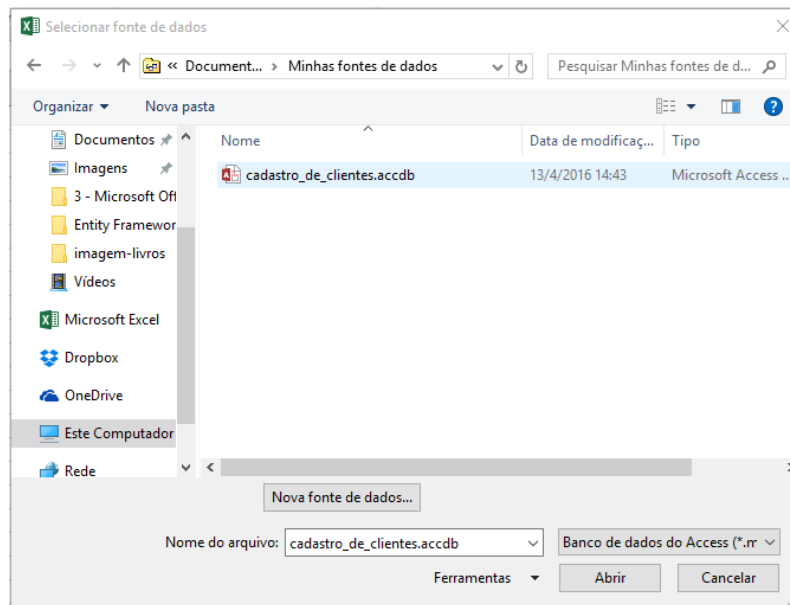 Selecionar fonte de dados
« Document... › Minhas fontes de dados
Pesquisar Minhas fontes de d...
Organizar
Nova pasta
Documentos
Imagens
3 - Microsoft Off
Entity Framewor
imagem-livros
Vídeos
Microsoft Excel
Dropbox
OneDrive
Este Computador
Rede
Nome
Data de modificaç...
Tipo
cadastro_de_clientes.accdb
13/4/2016 14:43
Microsoft Access ..
Nova fonte de dados...
Nome do arquivo:
cadastro_de_clientes.accdb
Banco de dados do Access (*.m
Ferramentas
Abrir
Cancelar